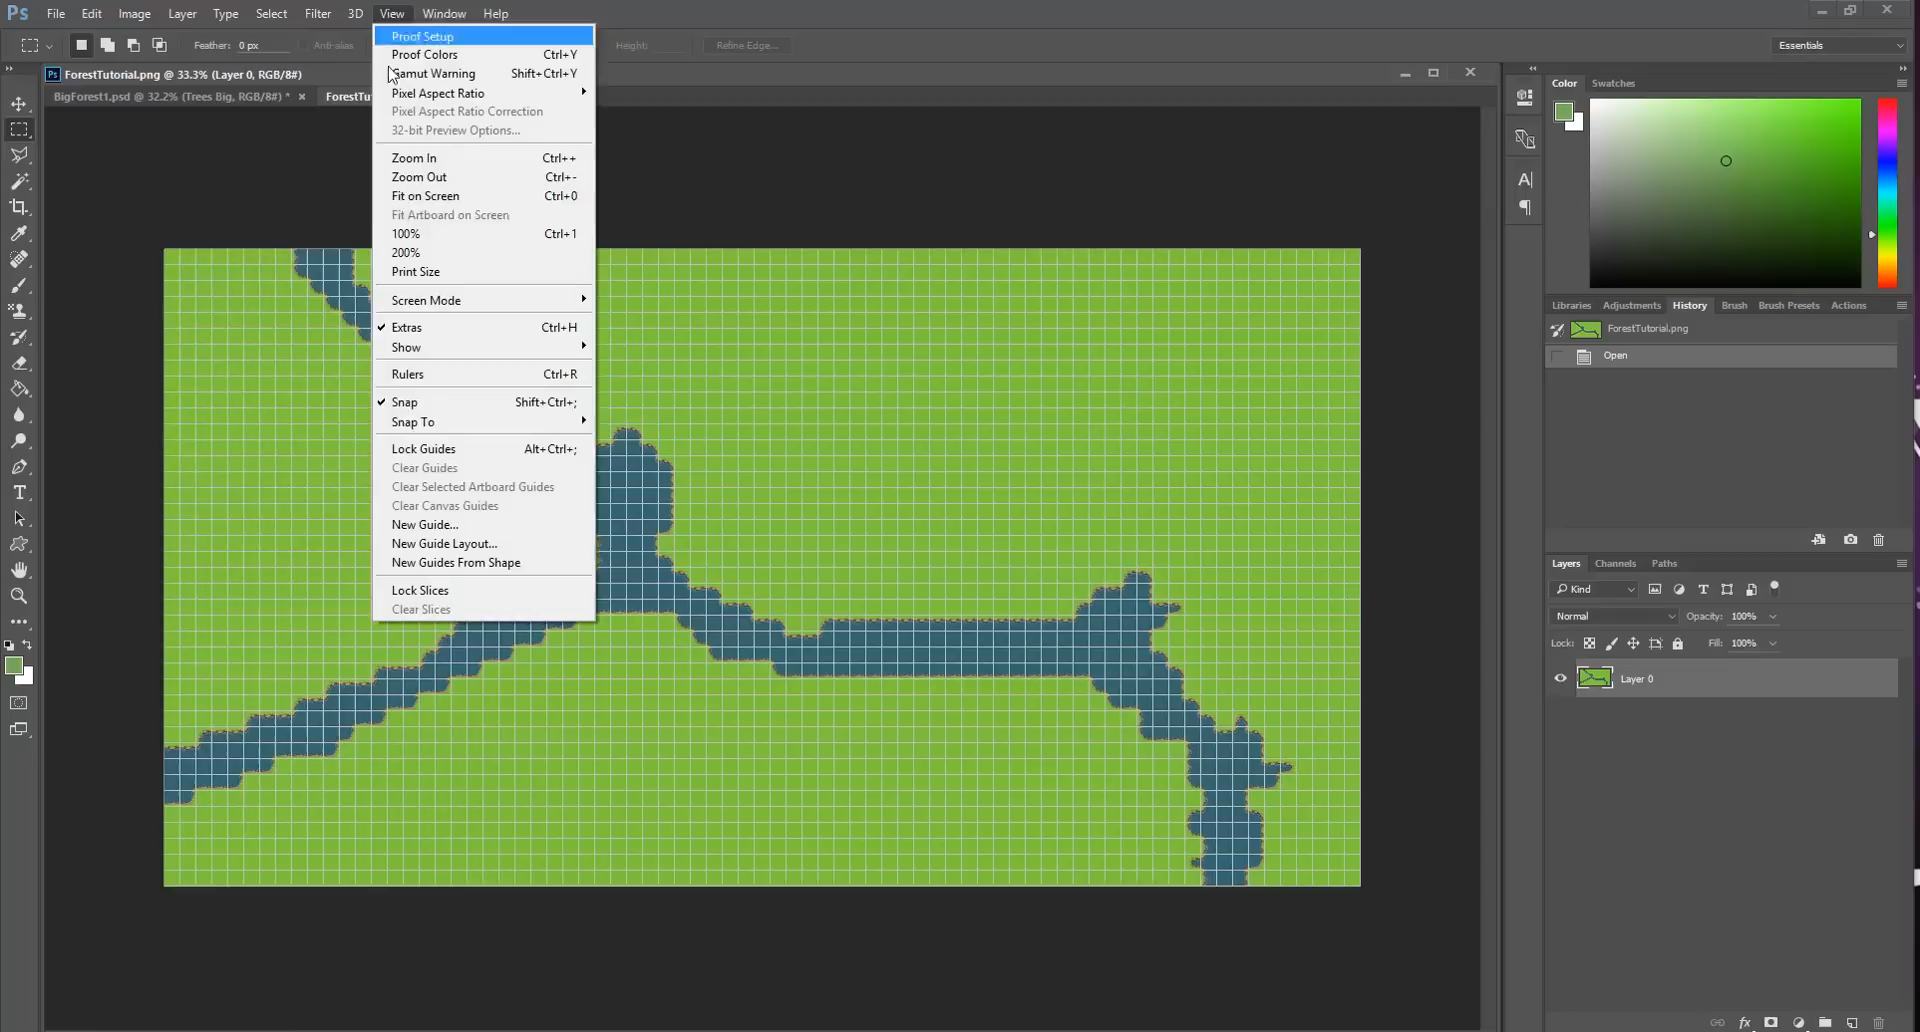 Ps File Edit Image Layer Type Select Filter 3D View Window Help
Feather: 0 px Anti-alias Height: Refine Edge... Essentials
ForestTutorial.png @ 33.3% (Layer 0, RGB/8#)
BigForest1.psd @ 32.2% (Trees Big, RGB/8#) * × ForestTu
Proof Setup
Proof Colors Ctrl+Y
Gamut Warning Shift+Ctrl+Y
Pixel Aspect Ratio
Pixel Aspect Ratio Correction
32-bit Preview Options...
Zoom In Ctrl++
Zoom Out Ctrl+-
Fit on Screen Ctrl+0
Fit Artboard on Screen
100% Ctrl+1
200%
Print Size
Screen Mode
Extras Ctrl+H
Show
Rulers Ctrl+R
Snap Shift+Ctrl+;
Snap To
Lock Guides Alt+Ctrl+;
Clear Guides
Clear Selected Artboard Guides
Clear Canvas Guides
New Guide...
New Guide Layout...
New Guides From Shape
Lock Slices
Clear Slices
Color Swatches
Libraries Adjustments History Brush Brush Presets Actions
ForestTutorial.png
Open
Layers Channels Paths
Kind
Normal Opacity: 100%
Lock: Fill: 100%
Layer 0
fx